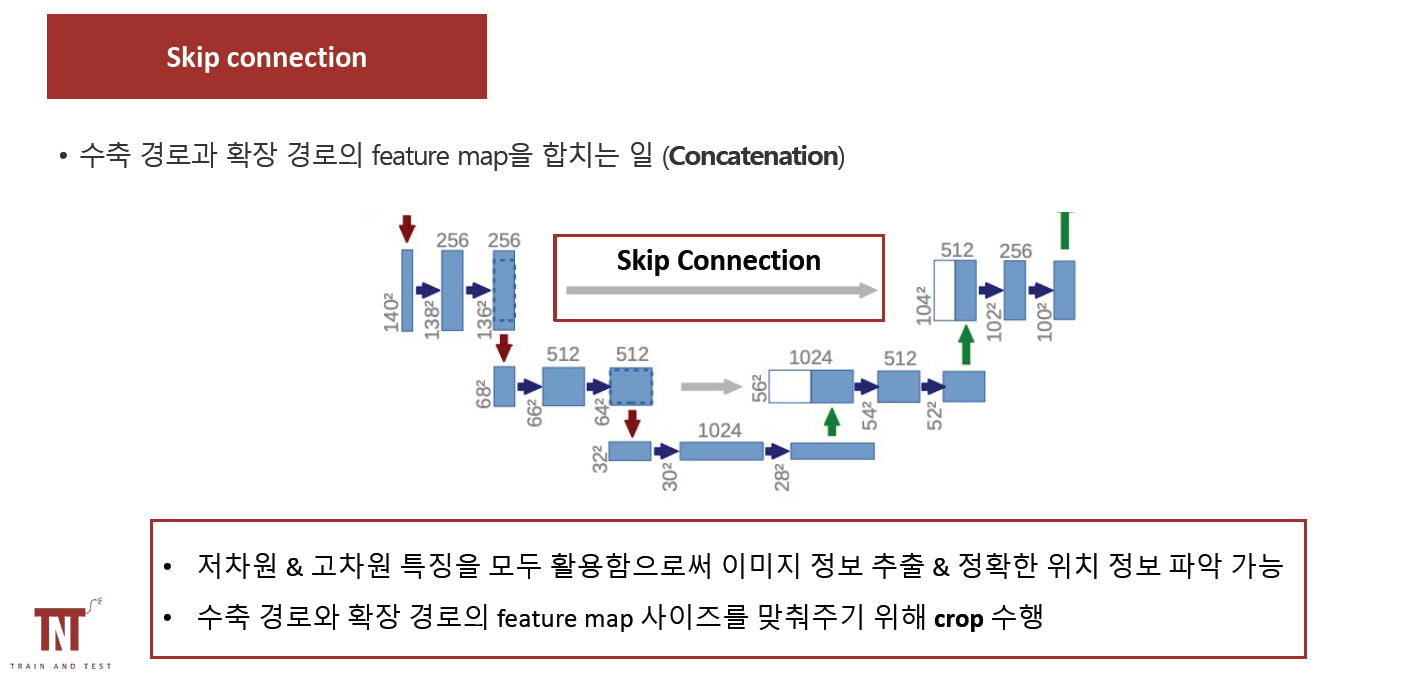 Skip connection
• 수축 경로과 확장 경로의 feature map을 합치는 일 (Concatenation)
256 256
Skip Connection
512 256
140² 138² 136²
104² 102² 100²
512 512
1024 512
68² 66² 64²
56² 54² 52²
1024
32² 30² 28²
• 저차원 & 고차원 특징을 모두 활용함으로써 이미지 정보 추출 & 정확한 위치 정보 파악 가능
• 수축 경로와 확장 경로의 feature map 사이즈를 맞춰주기 위해 crop 수행
TNT
TRAIN AND TEST